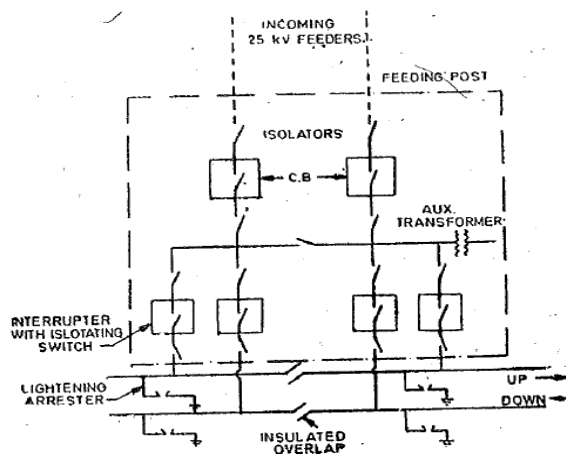 INCOMING
25 kV FEEDERS.
FEEDING POST
ISOLATORS
C.B
AUX.
TRANSFORMER
INTERRUPTER
WITH ISLOTATING
SWITCH
LIGHTENING
ARRESTER
UP
DOWN
INSULATED
OVERLAP